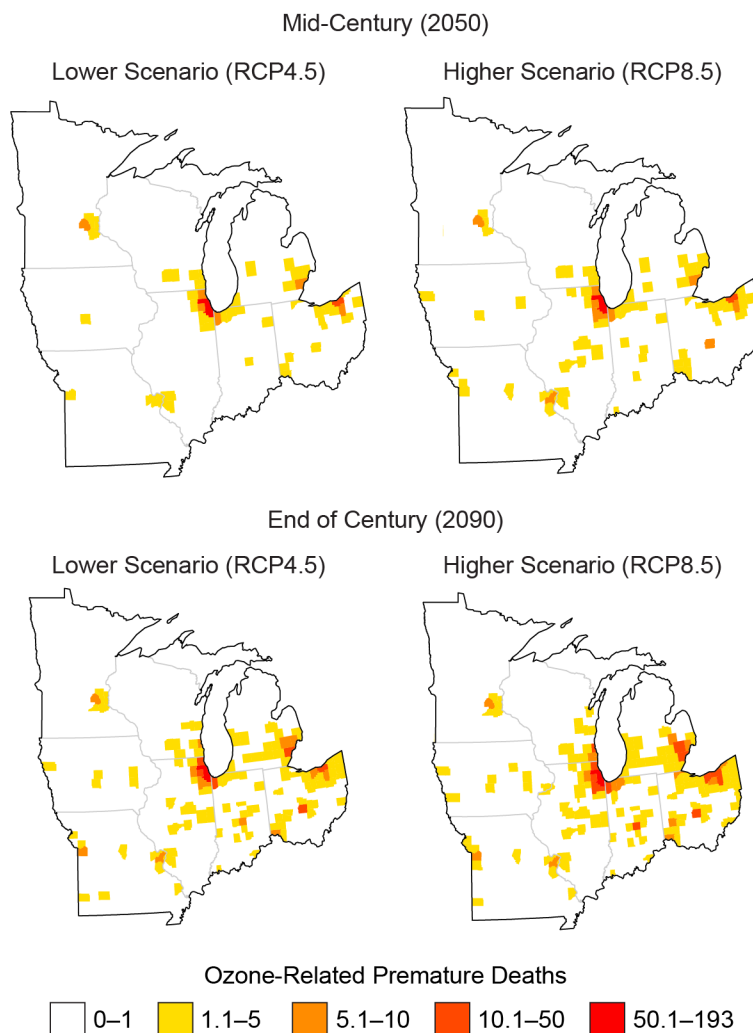 Mid-Century (2050)
Lower Scenario (RCP4.5)
Higher Scenario (RCP8.5)
End of Century (2090)
Lower Scenario (RCP4.5)
Higher Scenario (RCP8.5)
Ozone-Related Premature Deaths
0–1
1.1–5
5.1–10
10.1–50
50.1–193